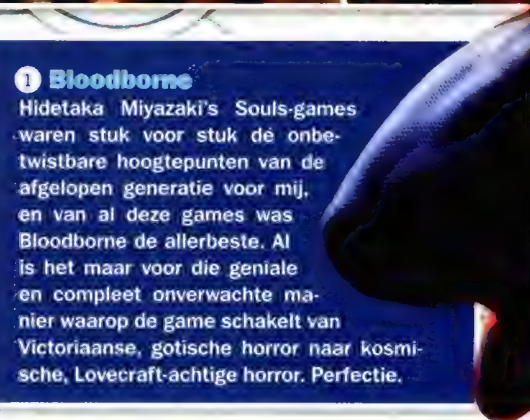 1 Bloodborne
Hidetaka Miyazaki's Souls-games
waren stuk voor stuk dé onbe-
twistbare hoogtepunten van de
afgelopen generatie voor mij,
en van al deze games was
Bloodborne de allerbeste. Al
is het maar voor die geniale
en compleet onverwachte ma-
nier waarop de game schakelt van
Victoriaanse, gotische horror naar kosmi-
sche, Lovecraft-achtige horror. Perfectie.